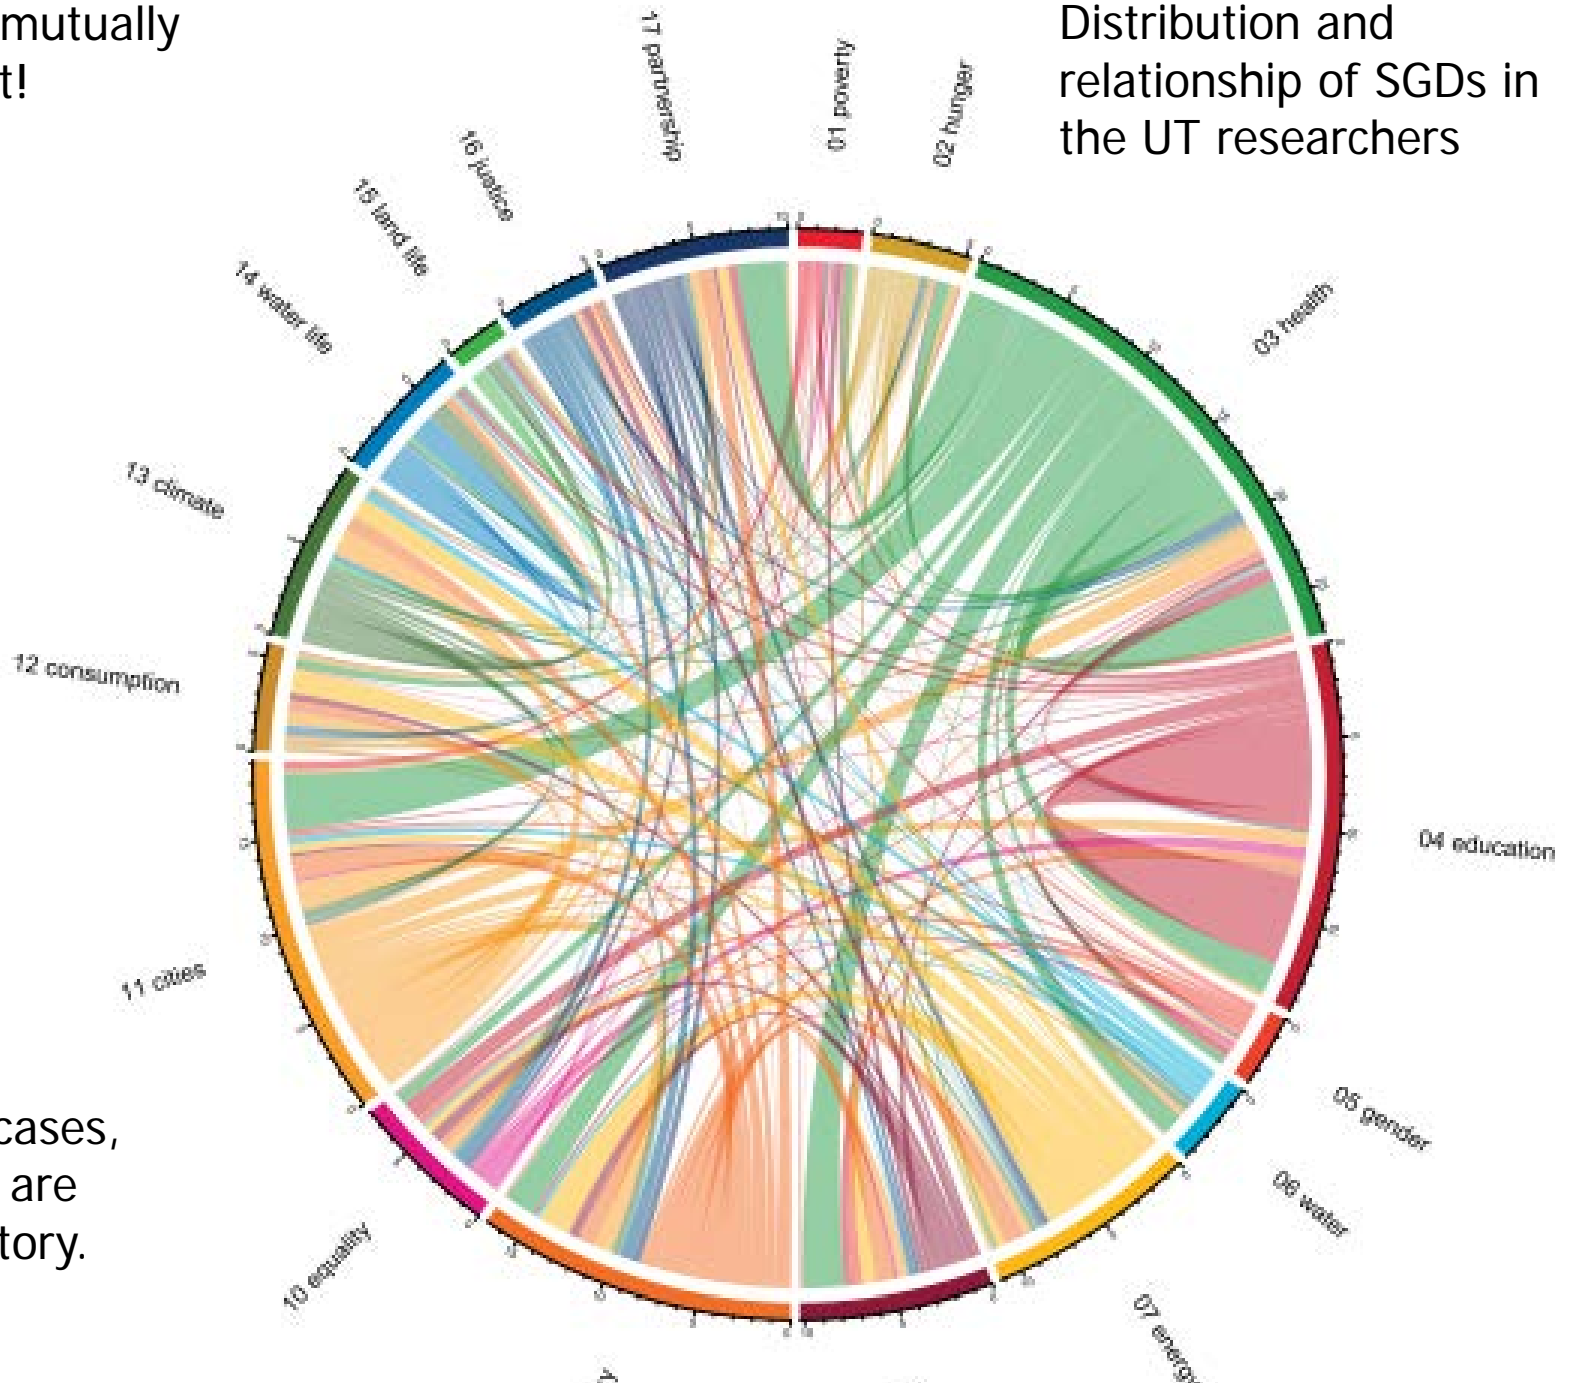 mutually
t!
Distribution and
relationship of SGDs in
the UT researchers
17 partnership
01 poverty
02 hunger
16 justice
15 land life
14 water life
03 health
13 climate
12 consumption
04 education
11 cities
05 gender
06 water
cases,
are
tory.
10 equality
07 energy